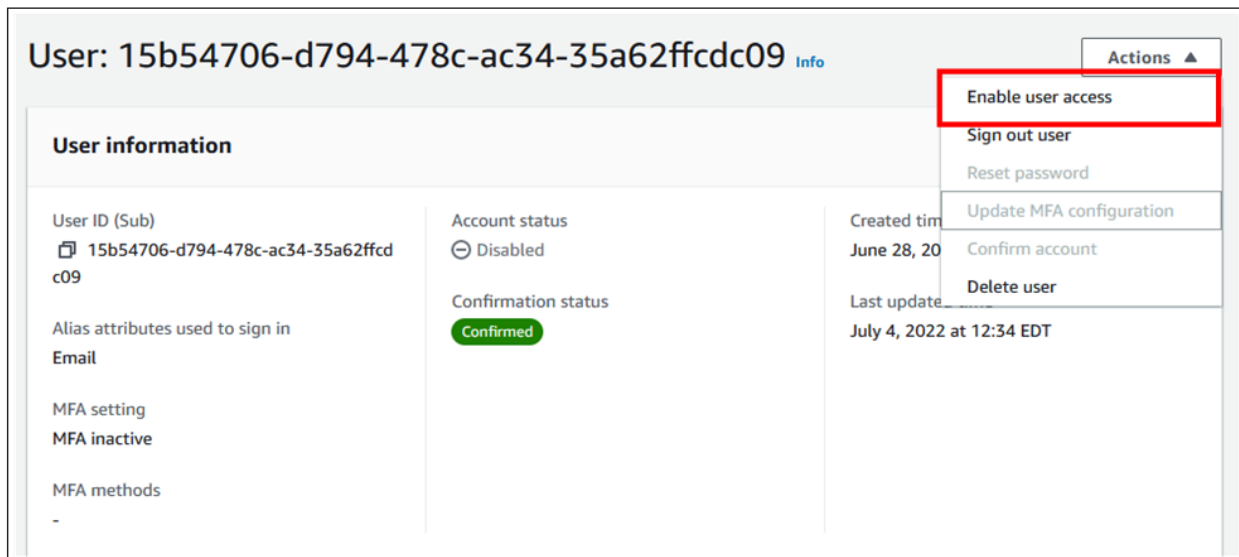 User: 15b54706-d794-478c-ac34-35a62ffcdc09 Info
Actions
Enable user access
Sign out user
Reset password
Update MFA configuration
Confirm account
Delete user
User information
User ID (Sub)
15b54706-d794-478c-ac34-35a62ffcd
c09
Alias attributes used to sign in
Email
MFA setting
MFA inactive
MFA methods
-
Account status
Disabled
Confirmation status
Confirmed
Created tim
June 28, 20
Last updated time
July 4, 2022 at 12:34 EDT